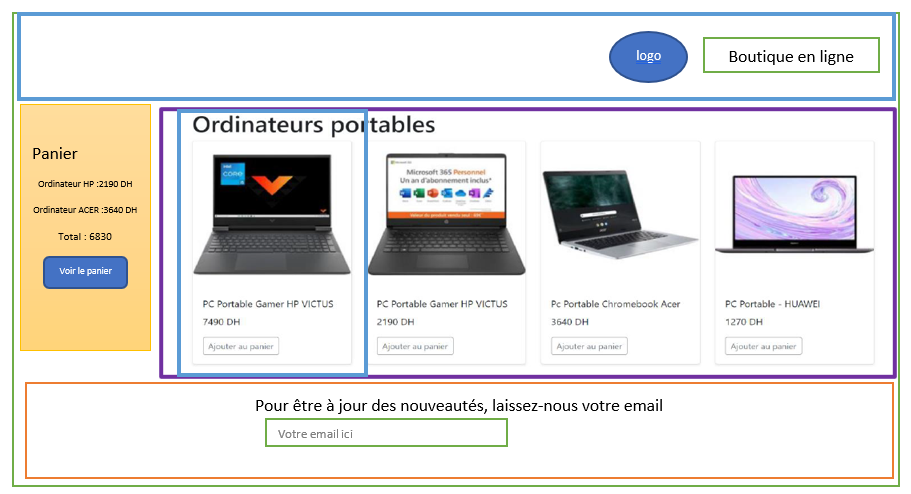 logo
Boutique en ligne
Panier
Ordinateur HP :2190 DH
Ordinateur ACER :3640 DH
Total : 6830
Voir le panier
Ordinateurs portables
intel
CORE
i5
Microsoft 365 Personnel
Un an d'abonnement inclus*
Pc Portable Gamer HP VICTUS
7490 DH
Ajouter au panier
PC Portable Gamer HP VICTUS
2190 DH
Ajouter au panier
Pc Portable Chromebook Acer
3640 DH
Ajouter au panier
PC Portable - HUAWEI
1270 DH
Ajouter au panier
Pour être à jour des nouveautés, laissez-nous votre email
Votre email ici